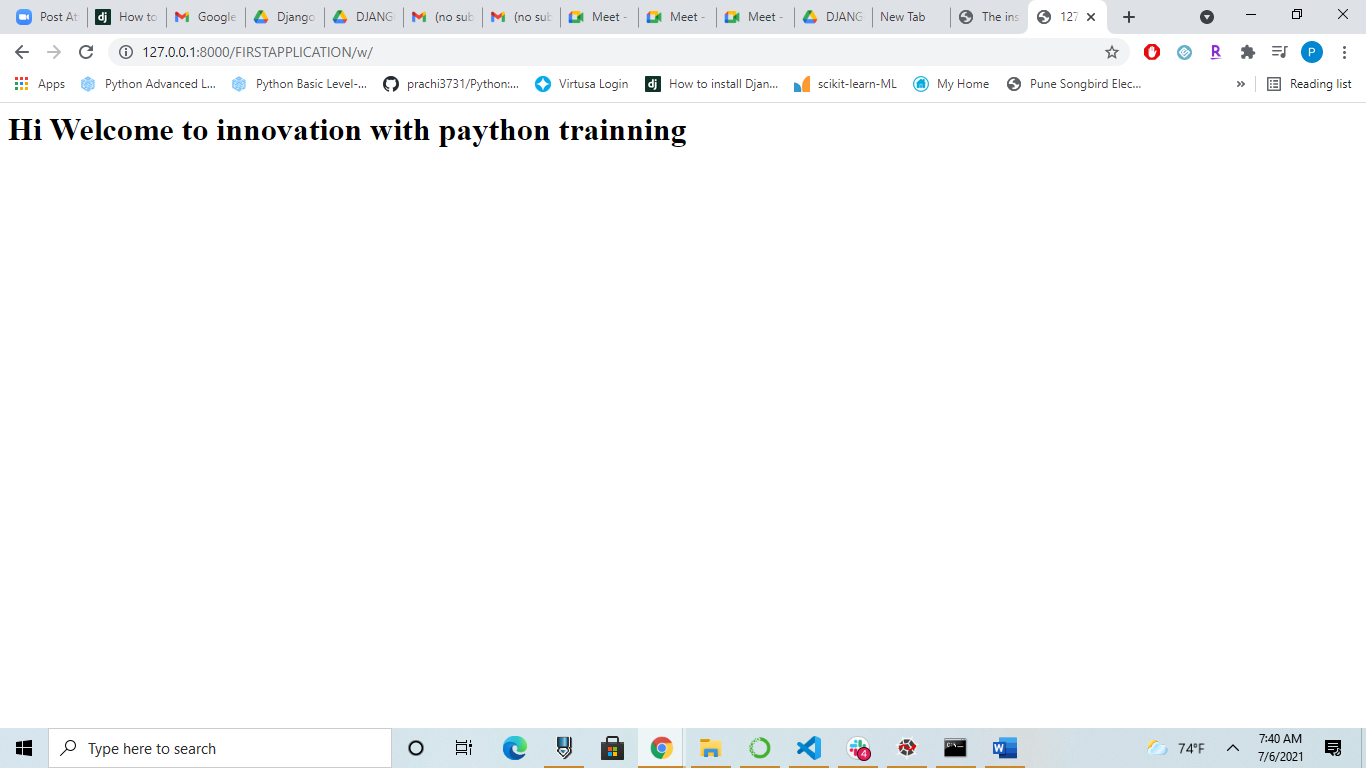 Post At How to Google Django DJANG (no sub (no sub Meet - Meet - Meet - DJANG New Tab The ins 127
127.0.0.1:8000/FIRSTAPPLICATION/w/ R P
Apps Python Advanced L... Python Basic Level-... prachi3731/Python:... Virtusa Login dj How to install Djan... scikit-learn-ML My Home Pune Songbird Elec... » Reading list
Hi Welcome to innovation with paython trainning
Type here to search 4 W 74°F 7:40 AM
7/6/2021